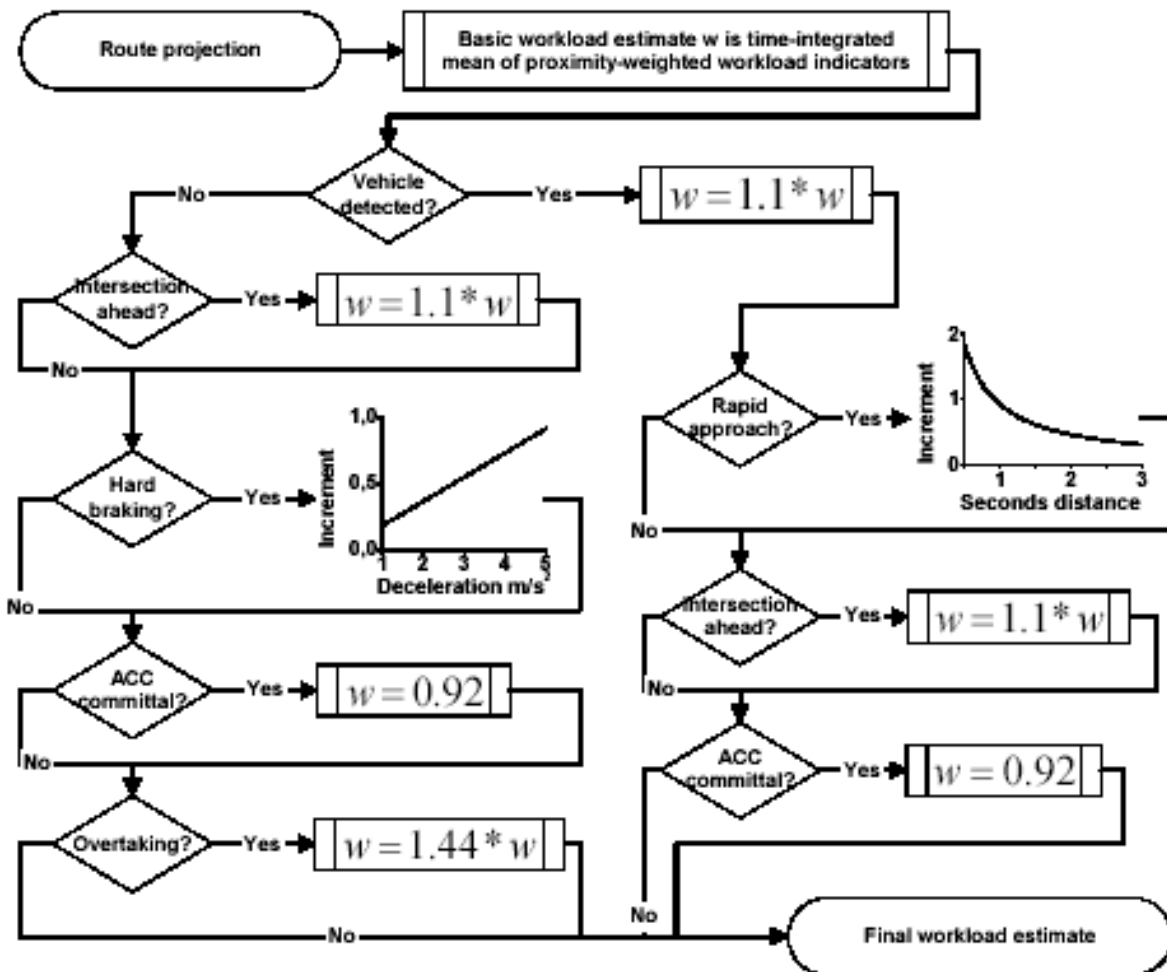 Route projection
Basic workload estimate w is time-integrated
mean of proximity-weighted workload indicators
No
Vehicle
detected?
Yes
w = 1.1* w
Intersection
ahead?
Yes
w = 1.1* w
No
Rapid
approach?
Yes
Increment
2
1
0
1
2
3
Seconds distance
No
Hard
braking?
Yes
Increment
1,0
0,5
0,0
1
2
3
4
5
Deceleration m/s²
No
Intersection
ahead?
Yes
w = 1.1* w
No
ACC
committal?
Yes
w = 0.92
No
ACC
committal?
Yes
w = 0.92
No
Overtaking?
Yes
w = 1.44* w
No
Final workload estimate